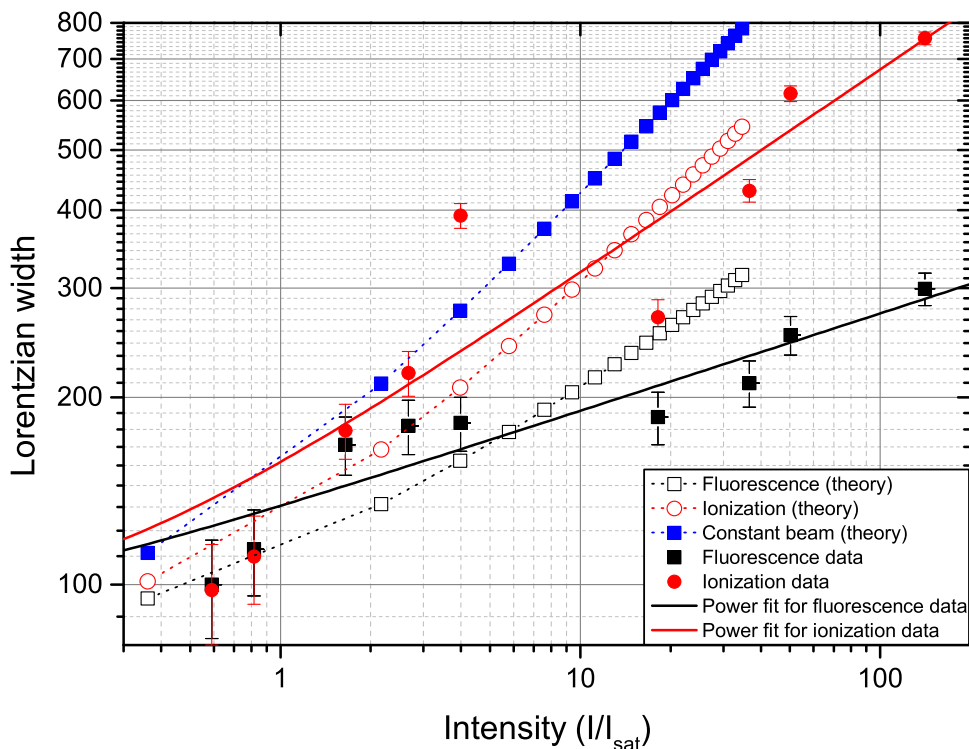 800
700
600
500
400
300
200
100
Lorentzian width
1
10
100
Intensity (I/I_sat)
Fluorescence (theory)
Ionization (theory)
Constant beam (theory)
Fluorescence data
Ionization data
Power fit for fluorescence data
Power fit for ionization data